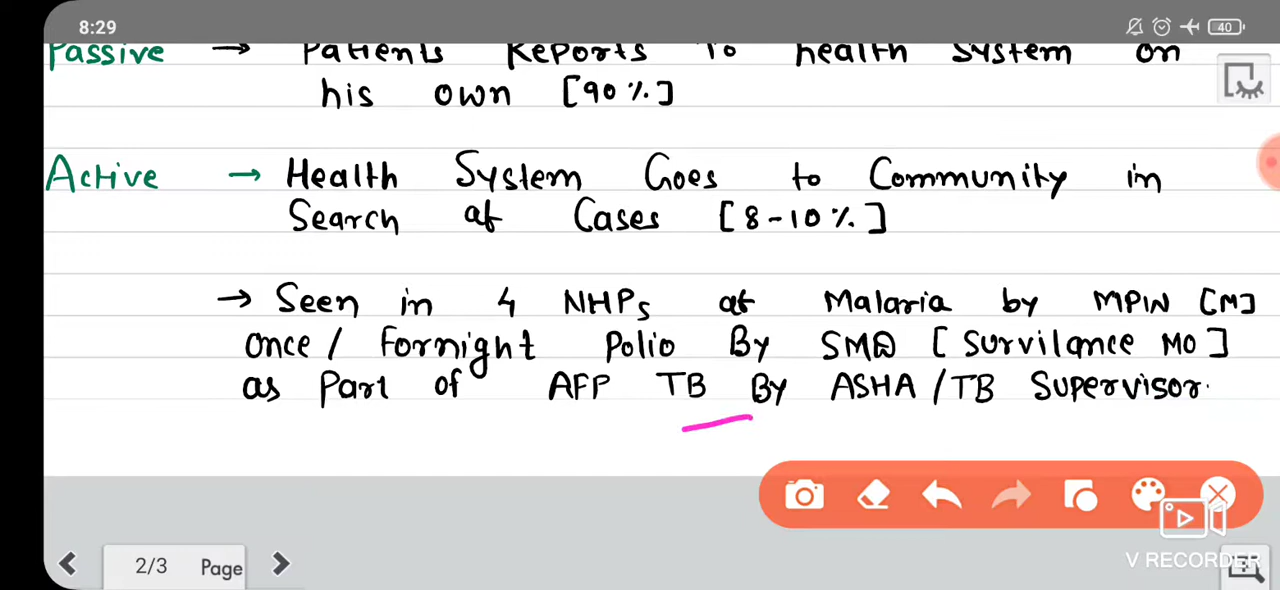 8:29
40
Passive → Patients Reports To health system on
his own [90%]
Active → Health System Goes to Community in
Search of Cases [8-10%]
→ Seen in 4 NHPs of Malaria by MPW [M]
once/ Fornight Polio By SMO [Survilance MO]
as Part of AFP TB By ASHA/TB Supervisor.
2/3 Page
V RECORDER